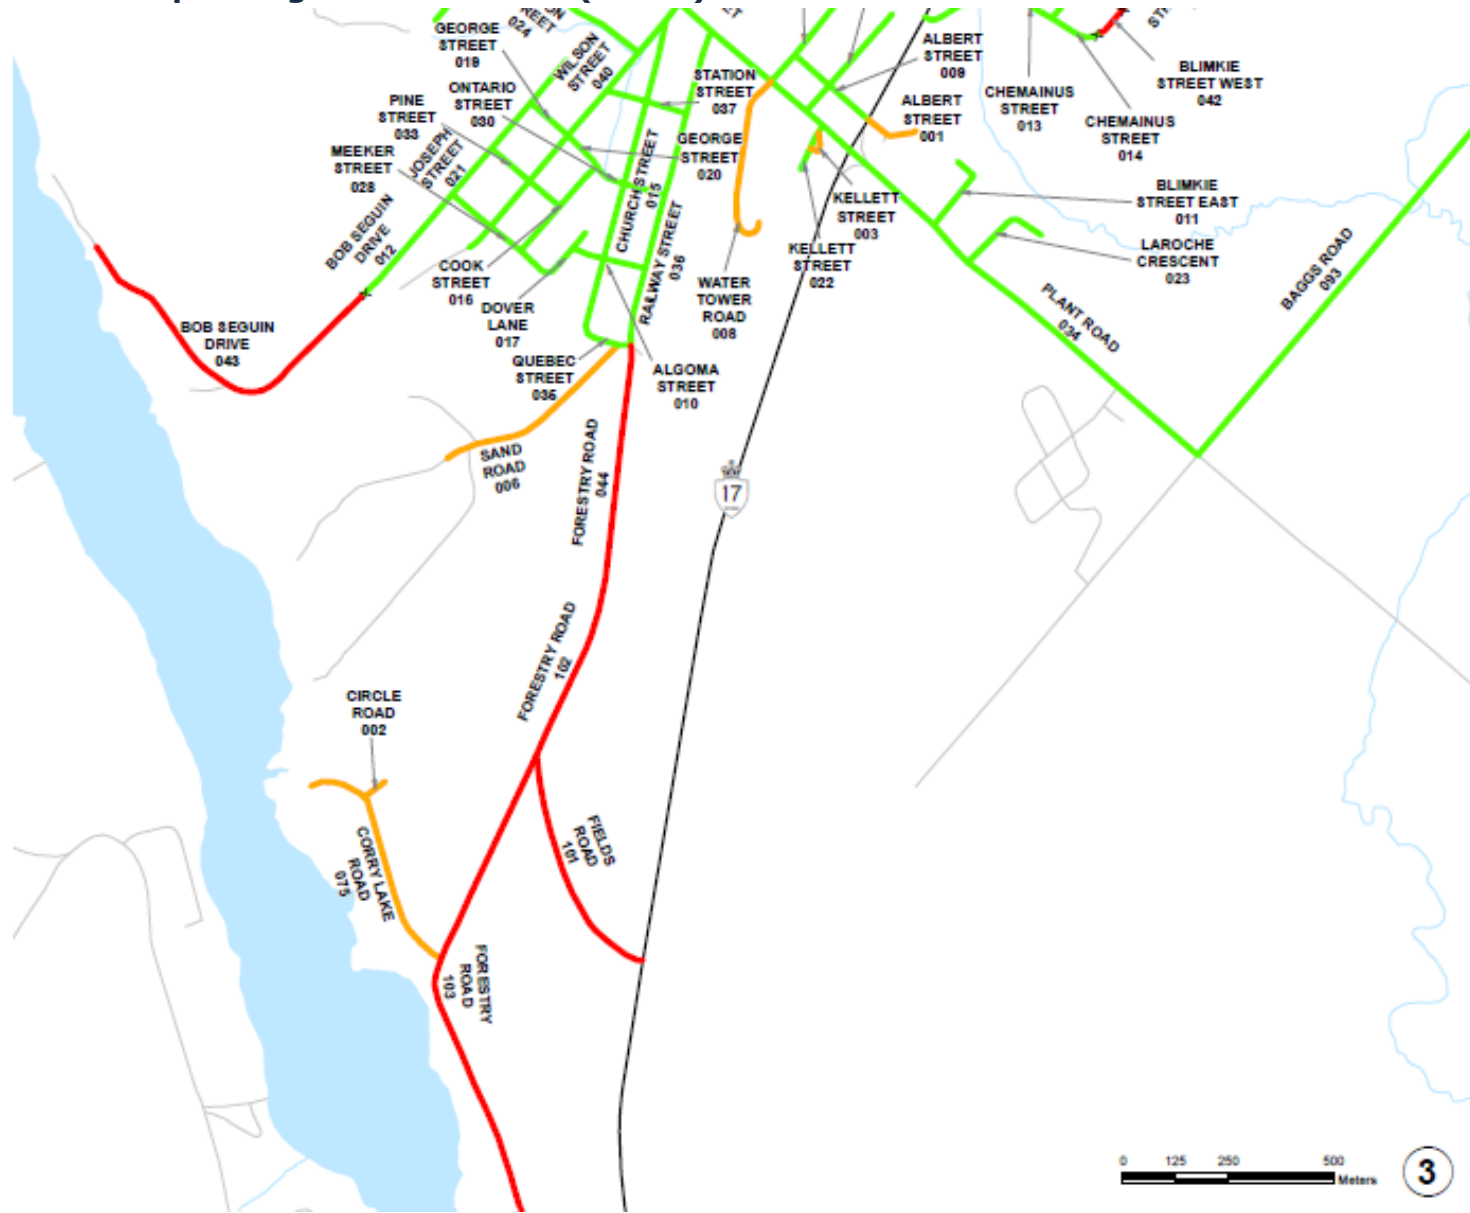 STREET
024
GEORGE
STREET
019
WILSON
STREET
040
ONTARIO
STREET
030
PINE
STREET
033
JOSEPH
STREET
021
MEEKER
STREET
028
BOB SEGUIN
DRIVE
012
STATION
STREET
037
GEORGE
STREET
020
CHURCH STREET
015
RAILWAY STREET
036
ALBERT
STREET
009
ALBERT
STREET
001
CHEMAINUS
STREET
013
CHEMAINUS
STREET
014
BLIMKIE
STREET WEST
042
BLIMKIE
STREET EAST
011
LAROCHE
CRESCENT
023
KELLETT
STREET
003
KELLETT
STREET
022
WATER
TOWER
ROAD
008
COOK
STREET
016
DOVER
LANE
017
QUEBEC
STREET
035
ALGOMA
STREET
010
BOB SEGUIN
DRIVE
043
PLANT ROAD
034
BAGGS ROAD
093
SAND
ROAD
006
FORESTRY ROAD
044
17
FORESTRY ROAD
102
CIRCLE
ROAD
002
CORRY LAKE
ROAD
075
FIELDS
ROAD
101
FORESTRY
ROAD
103
0 125 250 500
Meters
3